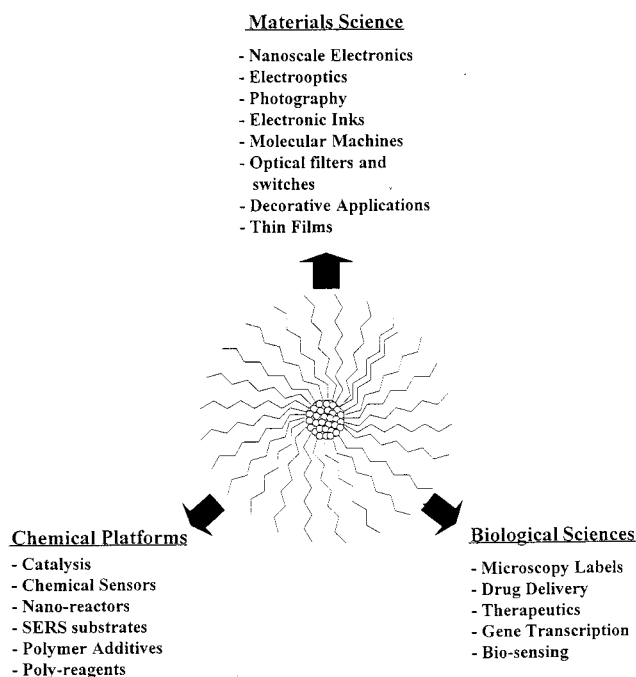 Materials Science
- Nanoscale Electronics
- Electrooptics
- Photography
- Electronic Inks
- Molecular Machines
- Optical filters and
switches
- Decorative Applications
- Thin Films
Chemical Platforms
- Catalysis
- Chemical Sensors
- Nano-reactors
- SERS substrates
- Polymer Additives
- Poly-reagents
Biological Sciences
- Microscopy Labels
- Drug Delivery
- Therapeutics
- Gene Transcription
- Bio-sensing